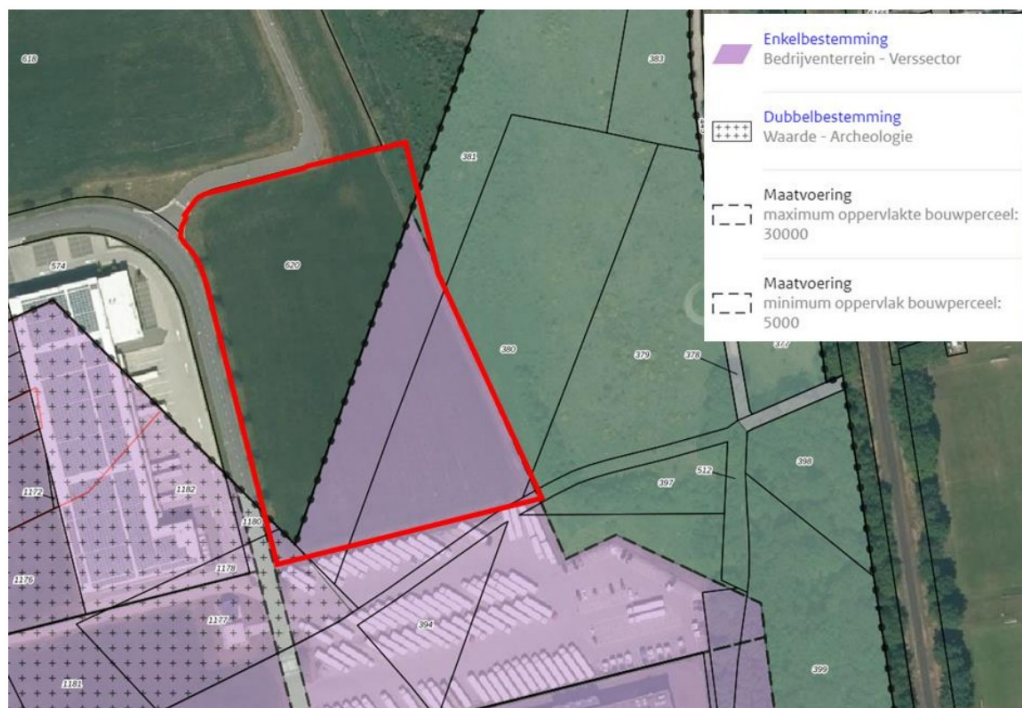 618
383
381
574
620
380
379
378
377
1172
1182
1180
512
397
398
1176
1178
1177
394
1181
399
Enkelbestemming
Bedrijventerrein - Verssector
Dubbelbestemming
Waarde - Archeologie
Maatvoering
maximum oppervlakte bouwperceel:
30000
Maatvoering
minimum oppervlak bouwperceel:
5000